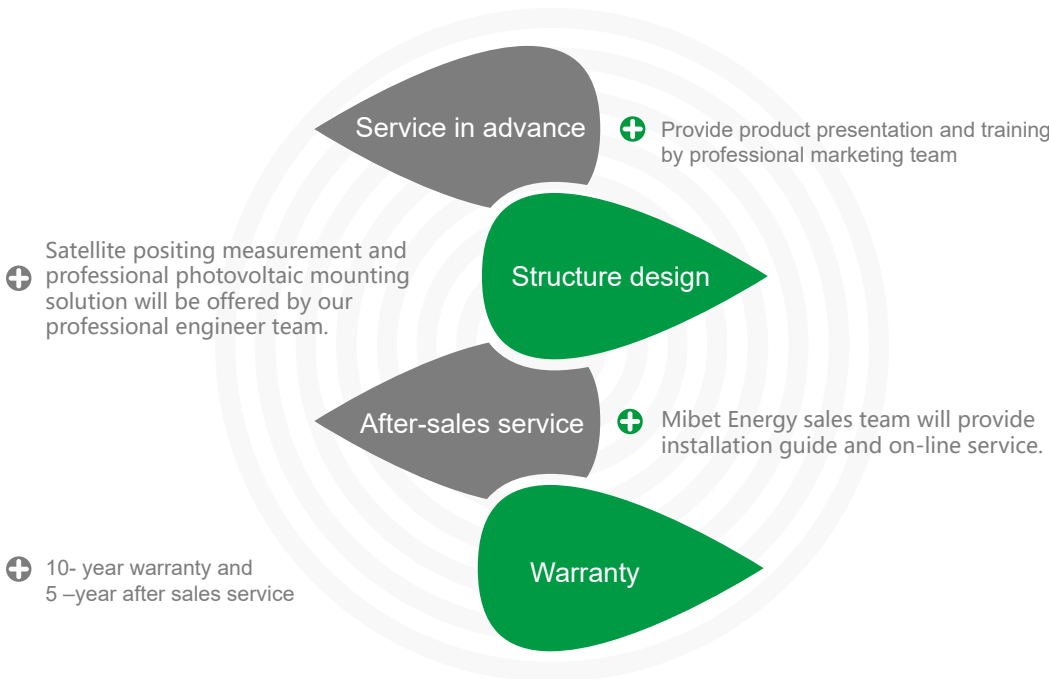 Service in advance
Provide product presentation and training
by professional marketing team
Satellite positing measurement and
professional photovoltaic mounting
solution will be offered by our
professional engineer team.
Structure design
After-sales service
Mibet Energy sales team will provide
installation guide and on-line service.
10- year warranty and
5 –year after sales service
Warranty